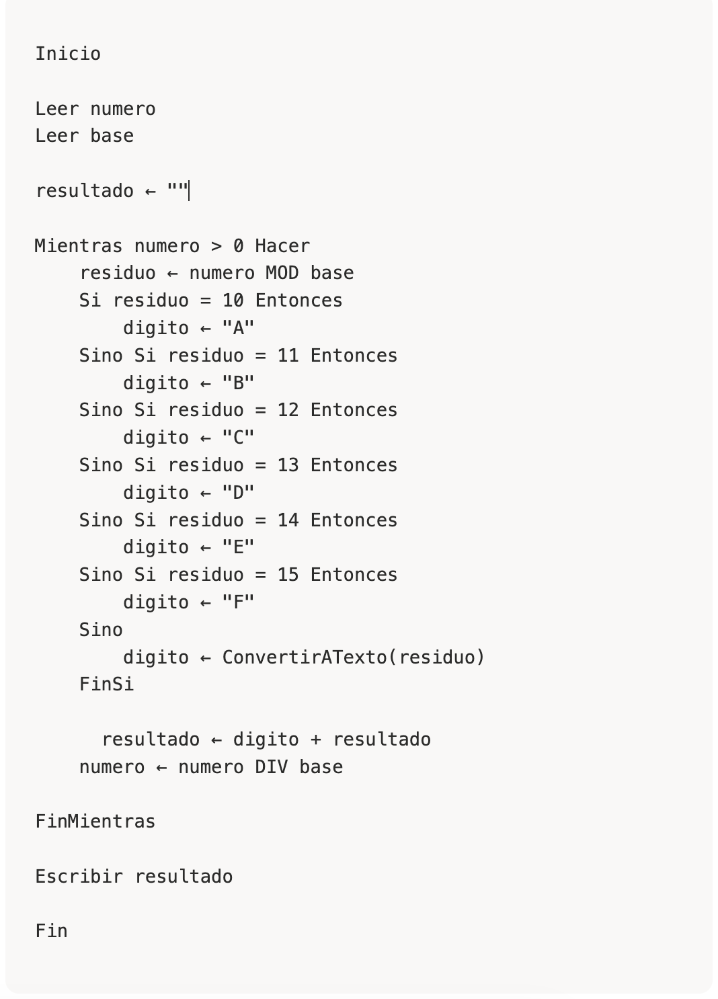 Inicio
Leer numero
Leer base
resultado ← ""
Mientras numero > 0 Hacer
residuo ← numero MOD base
Si residuo = 10 Entonces
digito ← "A"
Sino Si residuo = 11 Entonces
digito ← "B"
Sino Si residuo = 12 Entonces
digito ← "C"
Sino Si residuo = 13 Entonces
digito ← "D"
Sino Si residuo = 14 Entonces
digito ← "E"
Sino Si residuo = 15 Entonces
digito ← "F"
Sino
digito ← ConvertirATexto(residuo)
FinSi
resultado ← digito + resultado
numero ← numero DIV base
FinMientras
Escribir resultado
Fin